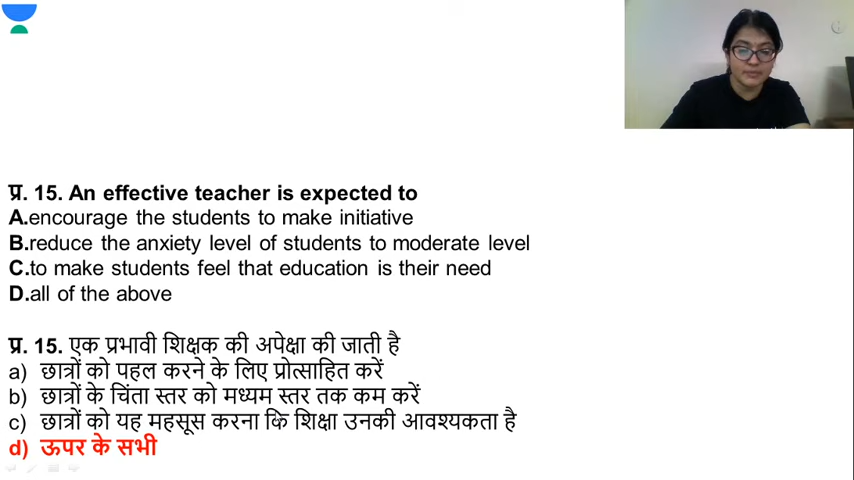 प्र. 15. An effective teacher is expected to
A.encourage the students to make initiative
B.reduce the anxiety level of students to moderate level
C.to make students feel that education is their need
D.all of the above
प्र. 15. एक प्रभावी शिक्षक की अपेक्षा की जाती है
a) छात्रों को पहल करने के लिए प्रोत्साहित करें
b) छात्रों के चिंता स्तर को मध्यम स्तर तक कम करें
c) छात्रों को यह महसूस करना कि शिक्षा उनकी आवश्यकता है
d) ऊपर के सभी